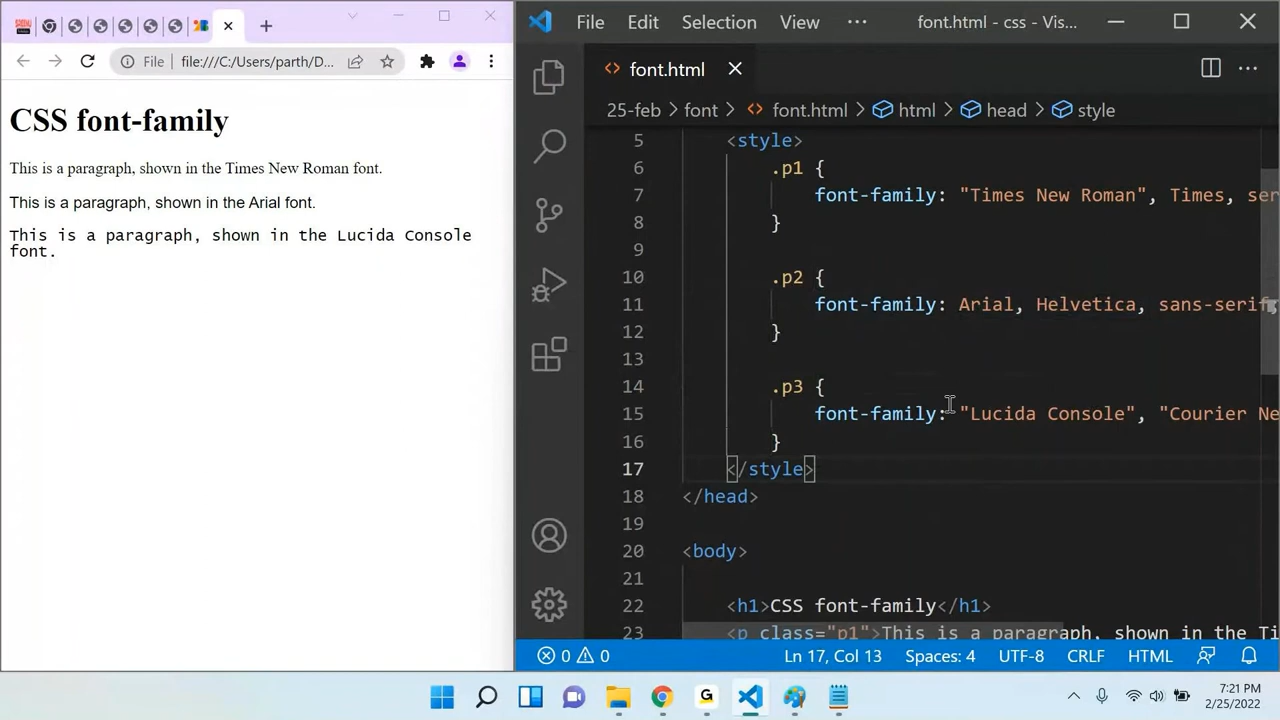 File
file:///C:/Users/parth/D...
CSS font-family
This is a paragraph, shown in the Times New Roman font.
This is a paragraph, shown in the Arial font.
This is a paragraph, shown in the Lucida Console
font.
File Edit Selection View ··· font.html - css - Vis...
font.html
25-feb > font > font.html > html > head > style
5 <style>
6 .p1 {
7 font-family: "Times New Roman", Times, ser
8 }
9
10 .p2 {
11 font-family: Arial, Helvetica, sans-serif
12 }
13
14 .p3 {
15 font-family: "Lucida Console", "Courier Ne
16 }
17 </style>
18 </head>
19
20 <body>
21
22 <h1>CSS font-family</h1>
23 <p class="p1">This is a paragraph, shown in the Ti
0 0 Ln 17, Col 13 Spaces: 4 UTF-8 CRLF HTML
G
7:21 PM
2/25/2022